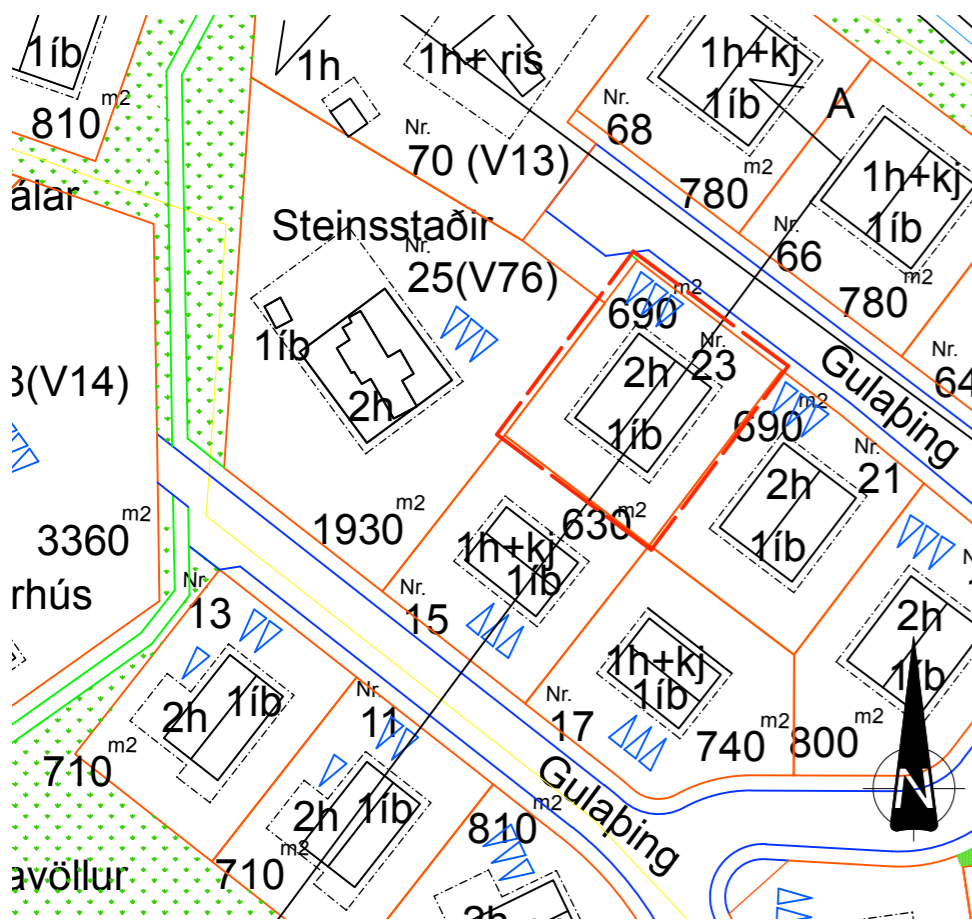 1íb
810 m2
álar
1h
1h+ ris
Nr.
70 (V13)
Nr.
68
1h+kj
1íb
A
780 m2
1h+kj
1íb
Nr.
66
780 m2
Nr.
64
Steinsstaðir
Nr.
25(V76)
1íb
2h
690 m2
Nr.
23
2h
1íb
Gulaþing
690 m2
Nr.
21
2h
1íb
3(V14)
3360 m2
rhús
1930 m2
630 m2
1h+kj
1íb
Nr.
15
Nr.
13
1h+kj
1íb
Nr.
17
740 m2
800 m2
2h
1íb
N
2h
1íb
710 m2
Nr.
11
2h
1íb
710 m2
810 m2
Gulaþing
avöllur
2h